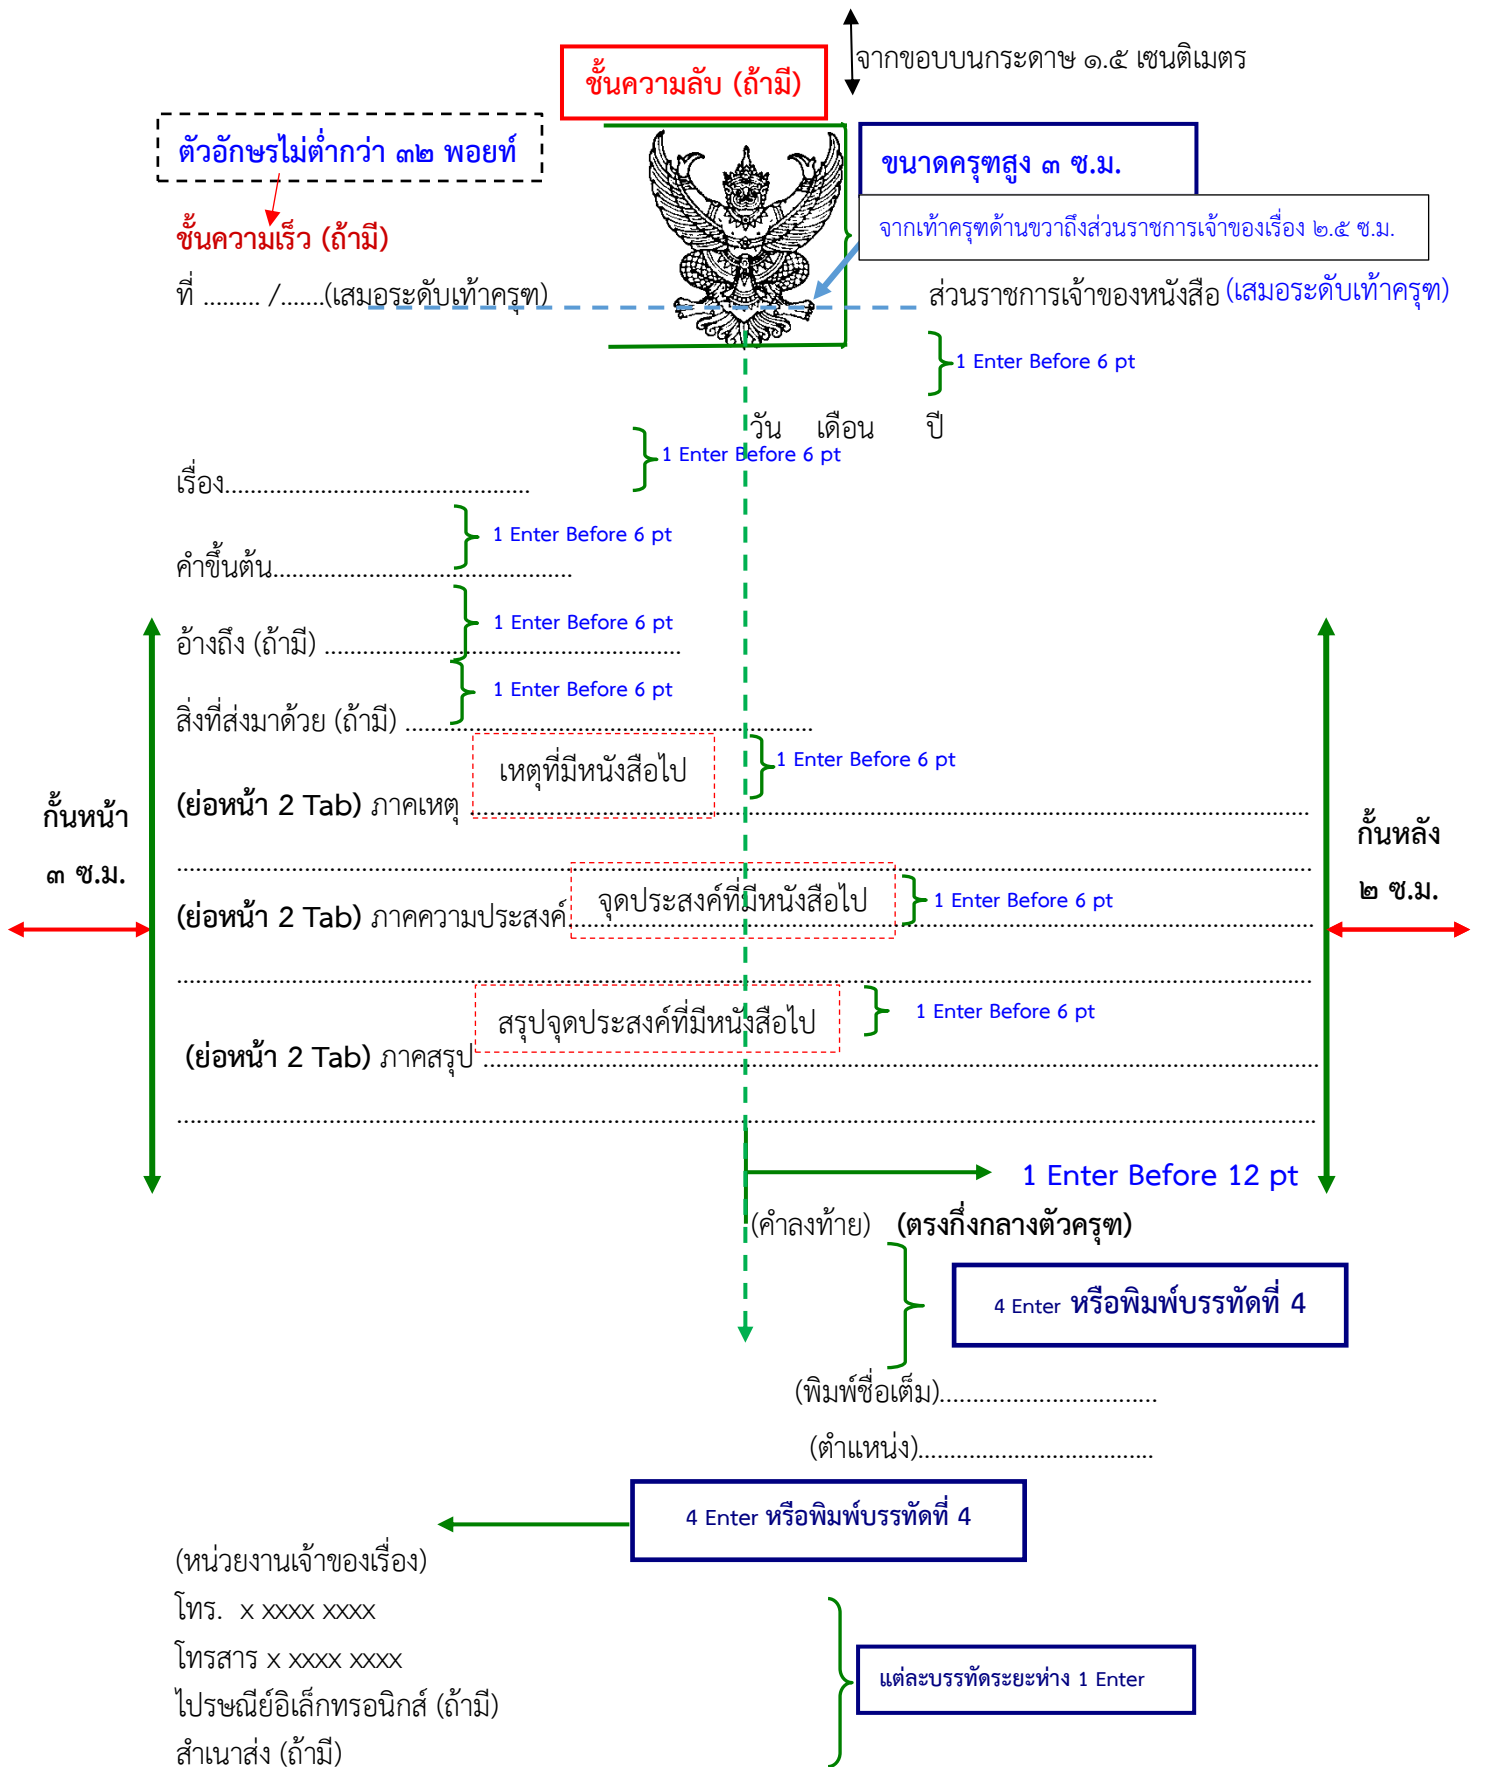 จากขอบบนกระดาษ ๑.๕ เซนติเมตร
ชั้นความลับ (ถ้ามี)
ตัวอักษรไม่ต่ำกว่า ๓๒ พอยท์
ขนาดครุฑสูง ๓ ซ.ม.
จากเท้าครุฑด้านขวาถึงส่วนราชการเจ้าของเรื่อง ๒.๕ ซ.ม.
ชั้นความเร็ว (ถ้ามี)
ที่ ......... /.......(เสมอระดับเท้าครุฑ) ส่วนราชการเจ้าของหนังสือ (เสมอระดับเท้าครุฑ)
1 Enter Before 6 pt
วัน เดือน ปี
1 Enter Before 6 pt
เรื่อง................................................
1 Enter Before 6 pt
คำขึ้นต้น...............................................
1 Enter Before 6 pt
อ้างถึง (ถ้ามี) ........................................................
1 Enter Before 6 pt
สิ่งที่ส่งมาด้วย (ถ้ามี) ................................................................
เหตุที่มีหนังสือไป
1 Enter Before 6 pt
(ย่อหน้า 2 Tab) ภาคเหตุ ....................................................................................................................................
กั้นหน้า
๓ ซ.ม.
กั้นหลัง
๒ ซ.ม.
....................................................................................................................................................................................
จุดประสงค์ที่มีหนังสือไป
1 Enter Before 6 pt
(ย่อหน้า 2 Tab) ภาคความประสงค์.....................................................................................................................
....................................................................................................................................................................................
สรุปจุดประสงค์ที่มีหนังสือไป
1 Enter Before 6 pt
(ย่อหน้า 2 Tab) ภาคสรุป ....................................................................................................................................
....................................................................................................................................................................................
1 Enter Before 12 pt
(คำลงท้าย) (ตรงกึ่งกลางตัวครุฑ)
4 Enter หรือพิมพ์บรรทัดที่ 4
(พิมพ์ชื่อเต็ม)..................................
(ตำแหน่ง).....................................
4 Enter หรือพิมพ์บรรทัดที่ 4
(หน่วยงานเจ้าของเรื่อง)
โทร. x xxxx xxxx
โทรสาร x xxxx xxxx
แต่ละบรรทัดระยะห่าง 1 Enter
ไปรษณีย์อิเล็กทรอนิกส์ (ถ้ามี)
สำเนาส่ง (ถ้ามี)